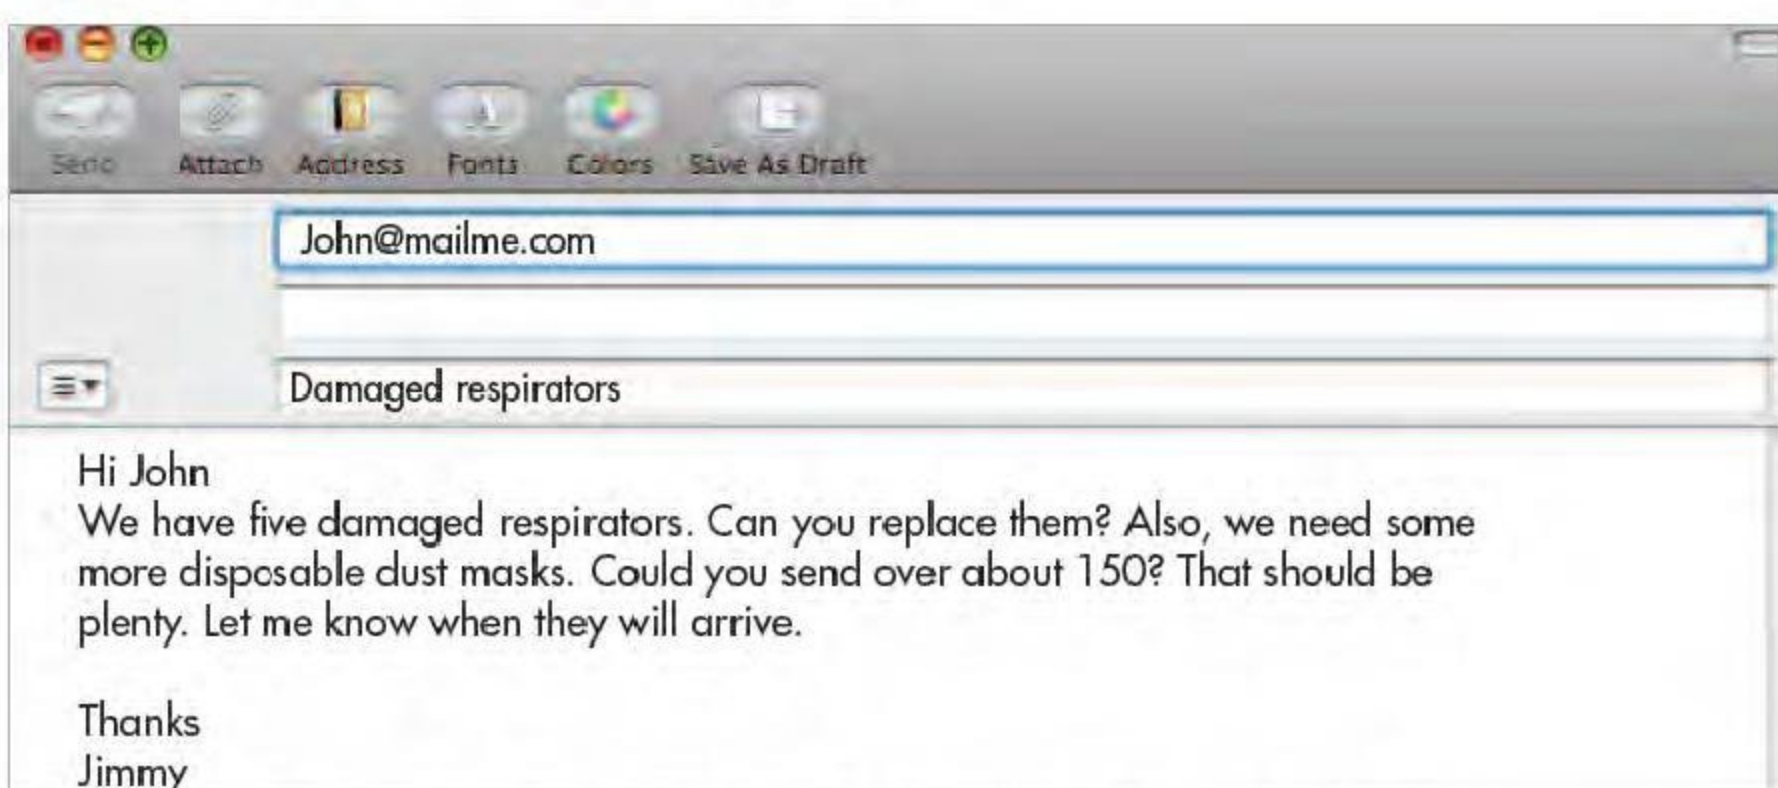 Send Attach Address Fonts Colors Save As Draft
John@mailme.com
Damaged respirators
Hi John
We have five damaged respirators. Can you replace them? Also, we need some
more disposable dust masks. Could you send over about 150? That should be
plenty. Let me know when they will arrive.
Thanks
Jimmy